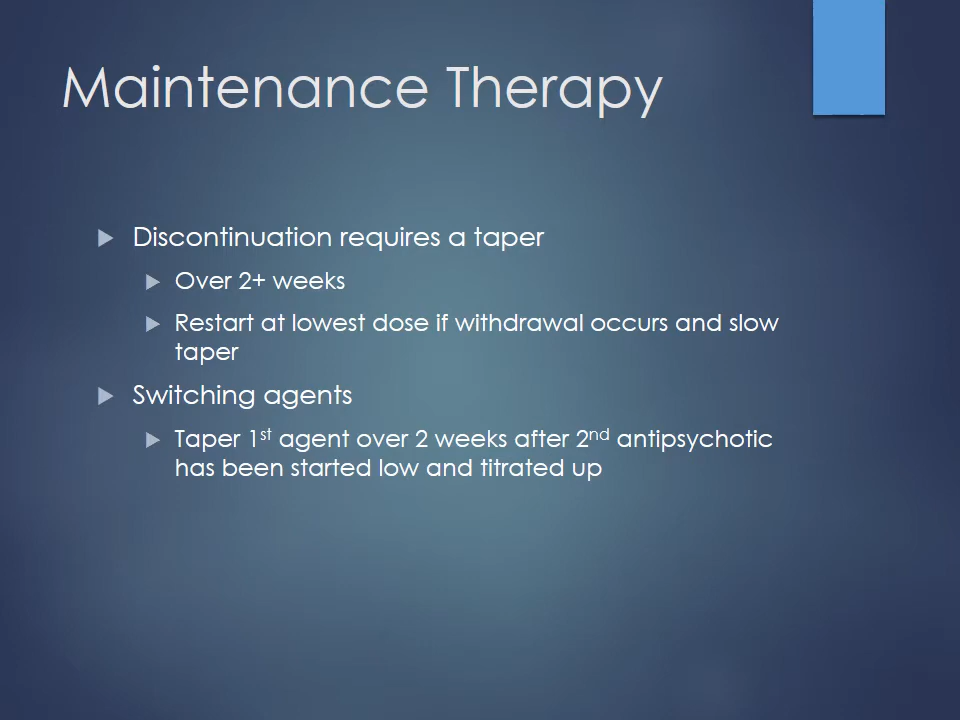 Maintenance Therapy
Discontinuation requires a taper
Over 2+ weeks
Restart at lowest dose if withdrawal occurs and slow
taper
Switching agents
Taper 1st agent over 2 weeks after 2nd antipsychotic
has been started low and titrated up